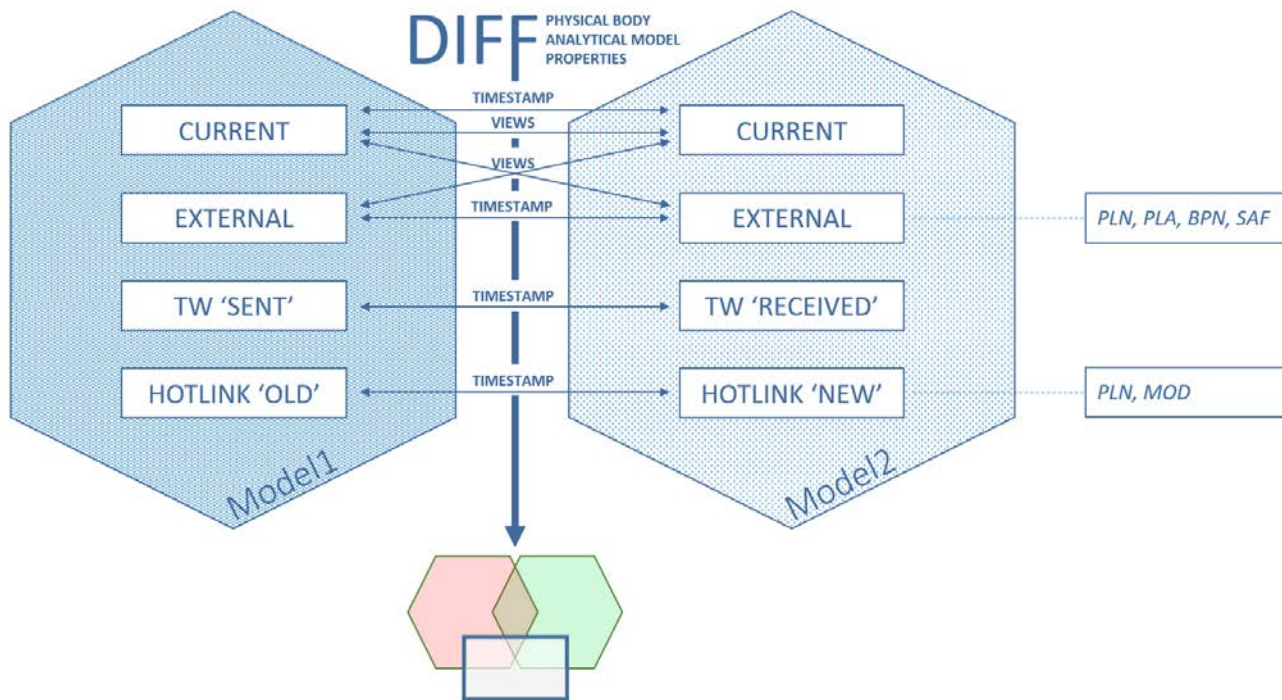 DIFF
PHYSICAL BODY
ANALYTICAL MODEL
PROPERTIES
TIMESTAMP
CURRENT
VIEWS
CURRENT
VIEWS
EXTERNAL
TIMESTAMP
EXTERNAL
PLN, PLA, BPN, SAF
TW ‘SENT’
TIMESTAMP
TW ‘RECEIVED’
HOTLINK ‘OLD’
TIMESTAMP
HOTLINK ‘NEW’
PLN, MOD
Model1
Model2